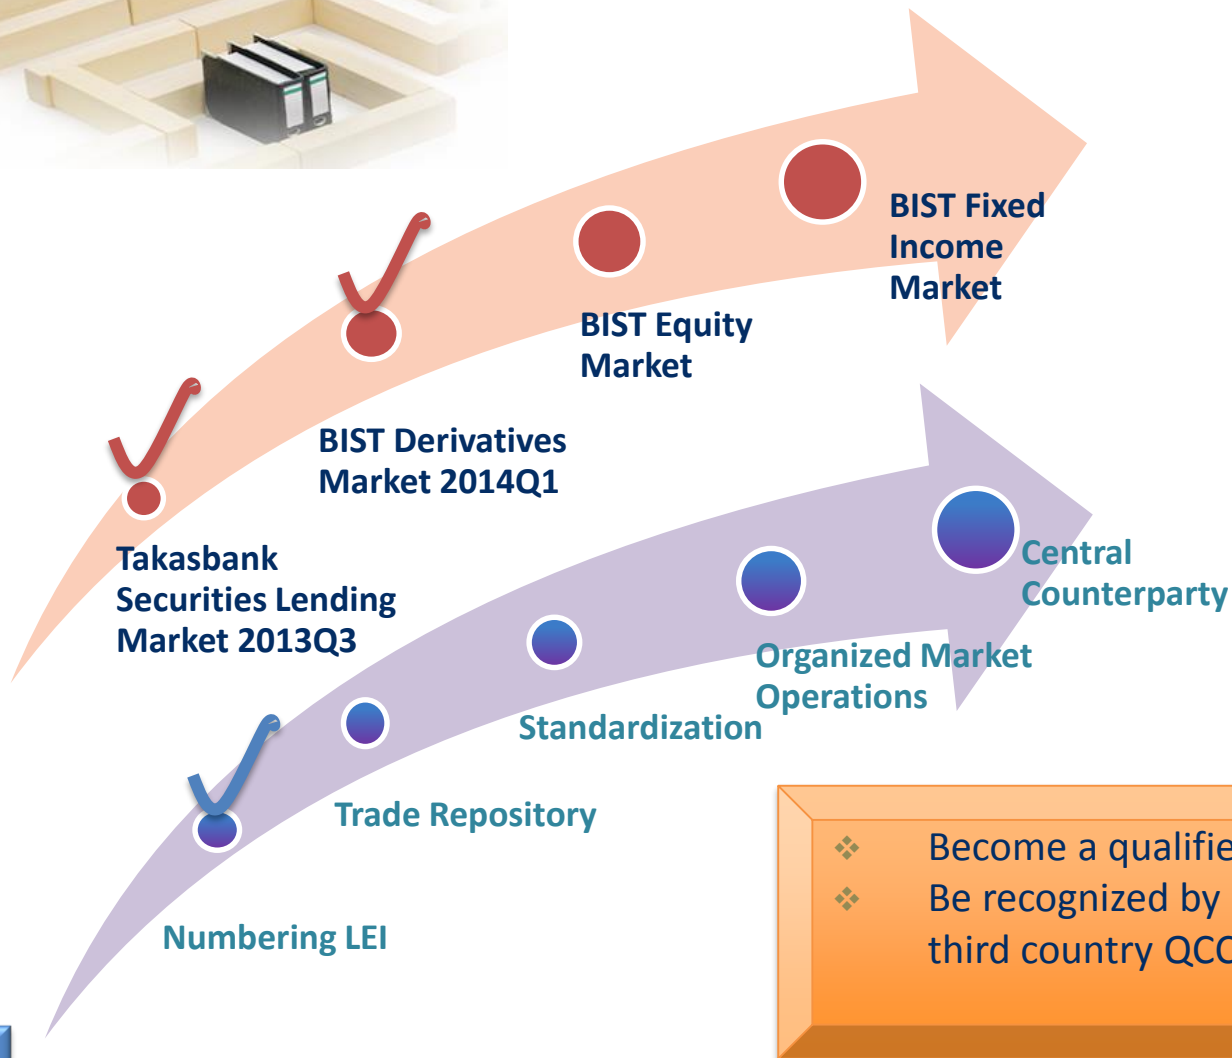 BIST Fixed
Income
Market
BIST Equity
Market
BIST Derivatives
Market 2014Q1
Takasbank
Securities Lending
Market 2013Q3
Central
Counterparty
Organized Market
Operations
Standardization
Trade Repository
Numbering LEI
Become a qualifie
Be recognized by
third country QCC